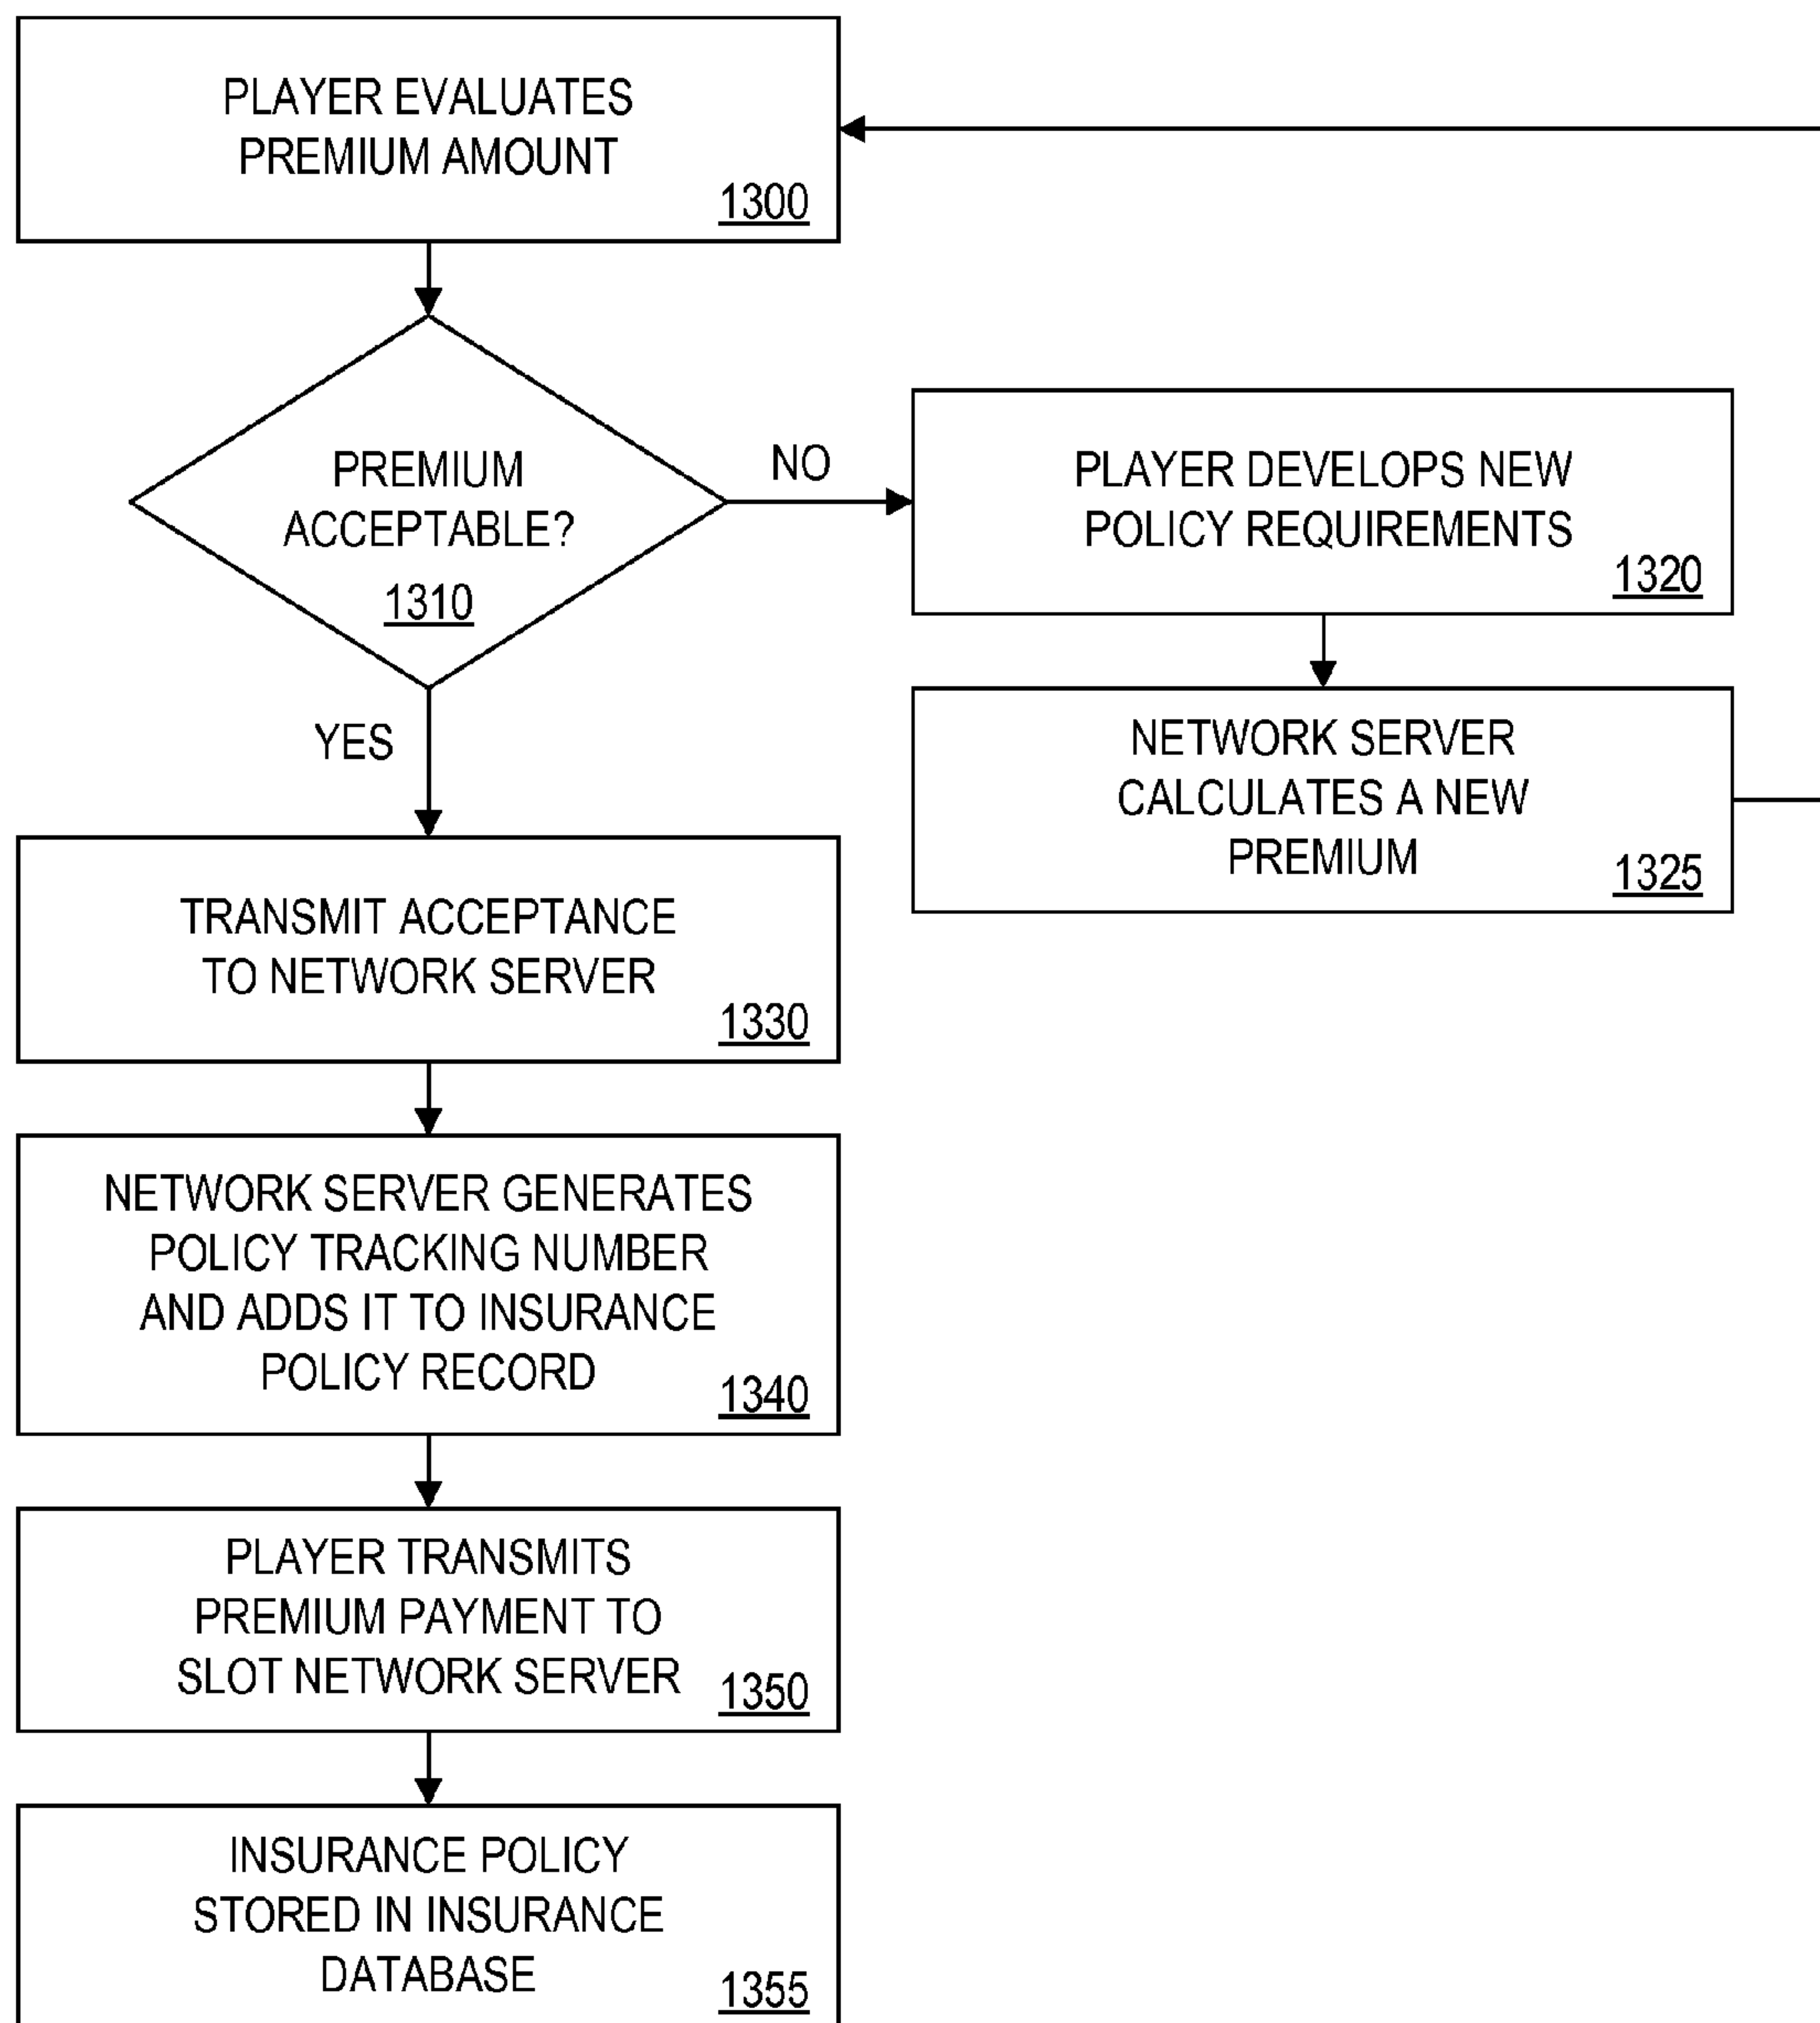 PLAYER EVALUATES
PREMIUM AMOUNT
1300
PREMIUM
ACCEPTABLE?
1310
NO
PLAYER DEVELOPS NEW
POLICY REQUIREMENTS
1320
NETWORK SERVER
CALCULATES A NEW
PREMIUM
1325
YES
TRANSMIT ACCEPTANCE
TO NETWORK SERVER
1330
NETWORK SERVER GENERATES
POLICY TRACKING NUMBER
AND ADDS IT TO INSURANCE
POLICY RECORD
1340
PLAYER TRANSMITS
PREMIUM PAYMENT TO
SLOT NETWORK SERVER
1350
INSURANCE POLICY
STORED IN INSURANCE
DATABASE
1355